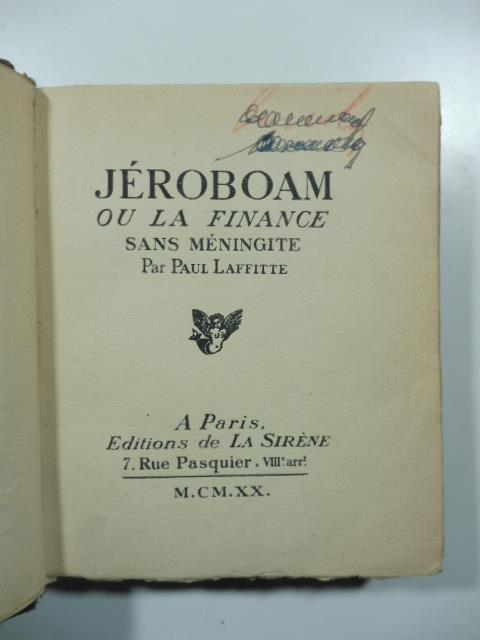 JÉROBOAM
OU LA FINANCE
SANS MÉNINGITE
Par PAUL LAFFITTE
A Paris,
Editions de LA SIRÈNE
7. Rue Pasquier, VIIIe. arrt.
M.CM.XX.